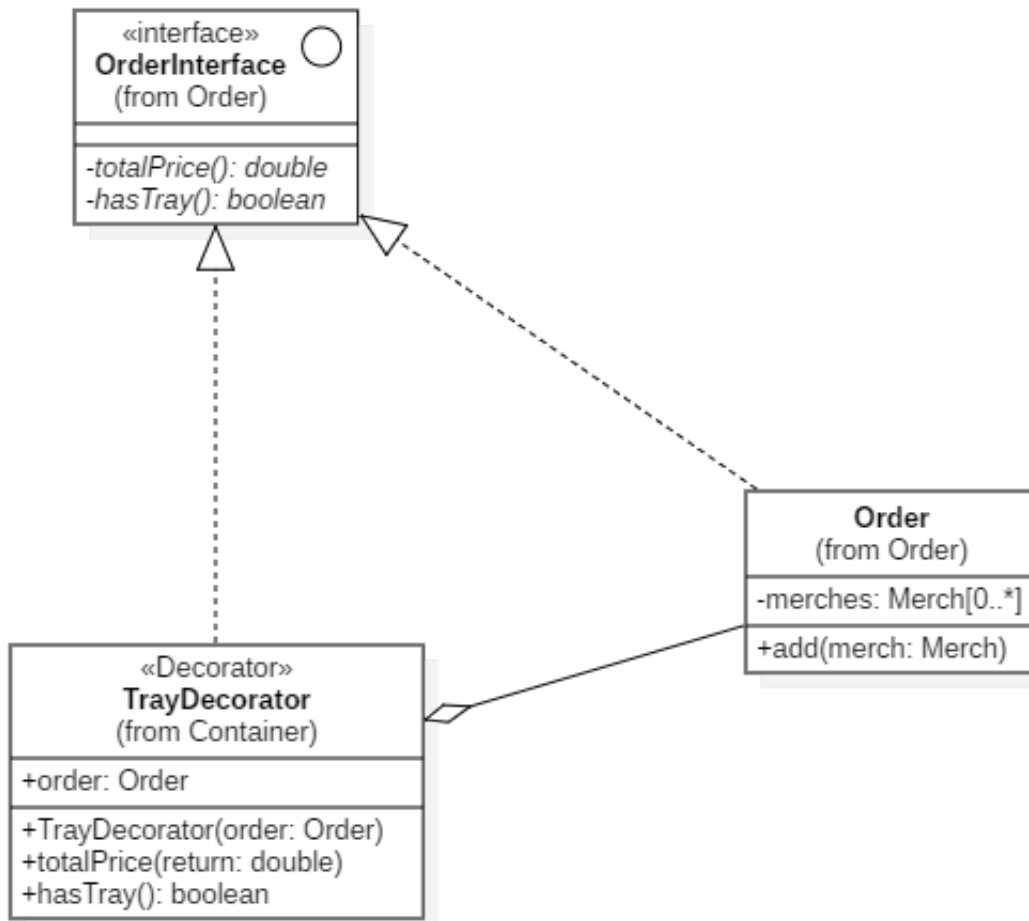 «interface»
OrderInterface
(from Order)
-totalPrice(): double
-hasTray(): boolean
Order
(from Order)
-merches: Merch[0..*]
+add(merch: Merch)
«Decorator»
TrayDecorator
(from Container)
+order: Order
+TrayDecorator(order: Order)
+totalPrice(return: double)
+hasTray(): boolean